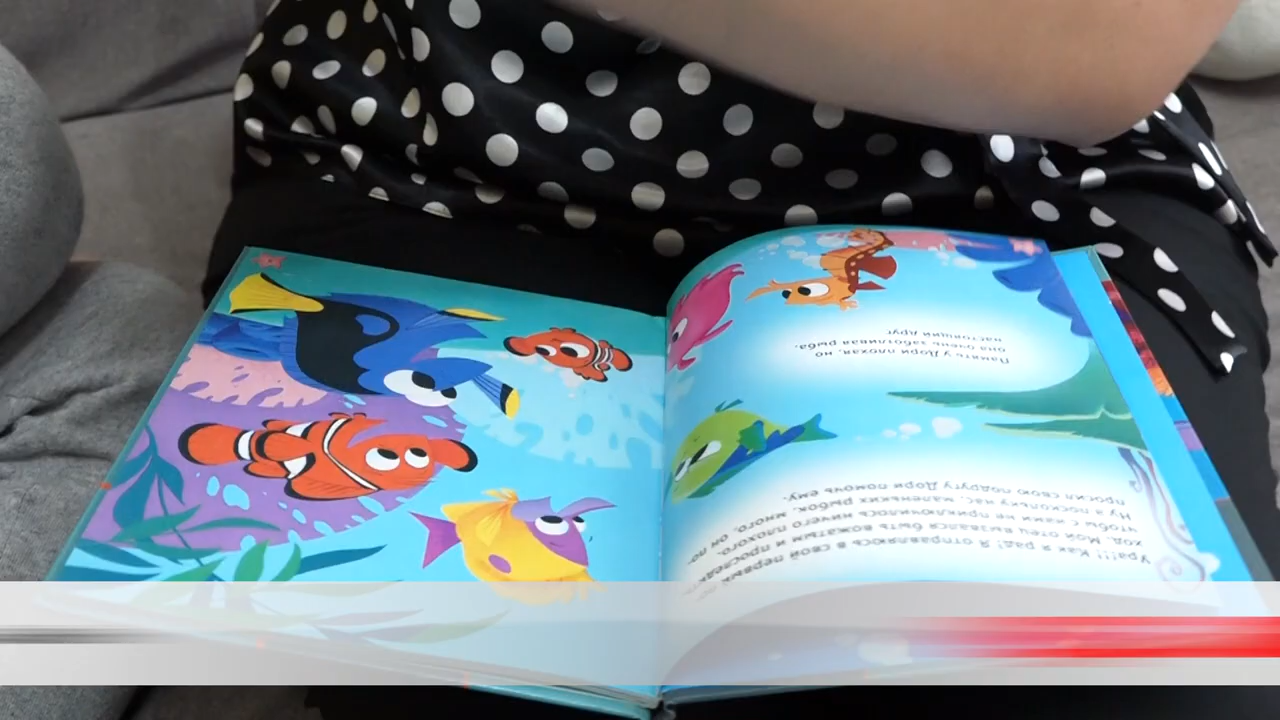 Ура!!! Как я рад! Я отправляюсь в свой первый по-
ход. Мой отец вызвался быть вожатым и проследить,
чтобы с нами не приключилось ничего плохого.
Ну а поскольку нас, маленьких рыбок, много, он по-
просил свою подругу Дори помочь ему.
Память у Дори плохая, но
она очень заботливая рыба,
настоящий друг.